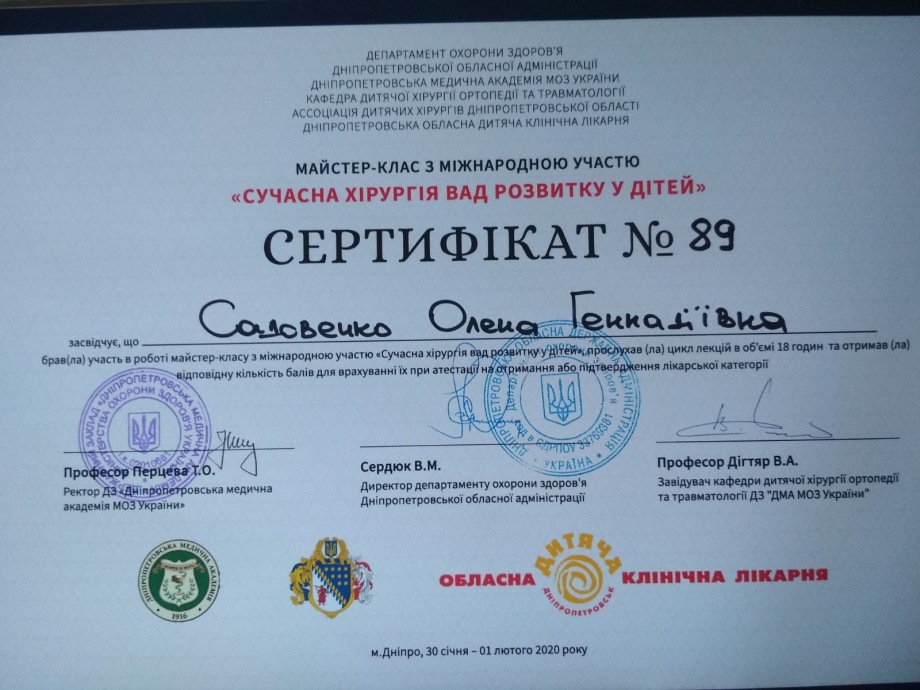 ДЕПАРТАМЕНТ ОХОРОНИ ЗДОРОВ'Я
ДНІПРОПЕТРОВСЬКОЇ ОБЛАСНОЇ АДМІНІСТРАЦІЇ
ДНІПРОПЕТРОВСЬКА МЕДИЧНА АКАДЕМІЯ МОЗ УКРАЇНИ
КАФЕДРА ДИТЯЧОЇ ХІРУРГІЇ ОРТОПЕДІЇ ТА ТРАВМАТОЛОГІЇ
АССОЦІАЦІЯ ДИТЯЧИХ ХІРУРГІВ ДНІПРОПЕТРОВСЬКОЇ ОБЛАСТІ
ДНІПРОПЕТРОВСЬКА ОБЛАСНА ДИТЯЧА КЛІНІЧНА ЛІКАРНЯ
МАЙСТЕР-КЛАС З МІЖНАРОДНОЮ УЧАСТЮ
«СУЧАСНА ХІРУРГІЯ ВАД РОЗВИТКУ У ДІТЕЙ»
СЕРТИФІКАТ № 89
засвідчує, що Садовенко Олена Геннадіївна
брав(ла) участь в роботі майстер-класу з міжнародною участю «Сучасна хірургія вад розвитку у дітей», прослухав (ла) цикл лекцій в об'ємі 18 годин та отримав (ла)
відповідну кількість балів для врахуванні їх при атестації на отримання або підтвердження лікарської категорії
Професор Перцева Т.О.
Ректор ДЗ «Дніпропетровська медична
академія МОЗ України»
Сердюк В.М.
Директор департаменту охорони здоров'я
Дніпропетровської обласної адміністрації
Професор Дігтяр В.А.
Завідувач кафедри дитячої хірургії ортопедії
та травматології ДЗ "ДМА МОЗ України"
ДНІПРОПЕТРОВСЬКА МЕДИЧНА АКАДЕМІЯ
1916
ОБЛАСНА ДИТЯЧА КЛІНІЧНА ЛІКАРНЯ
ДНІПРОПЕТРОВСЬК
м.Дніпро, 30 січня – 01 лютого 2020 року